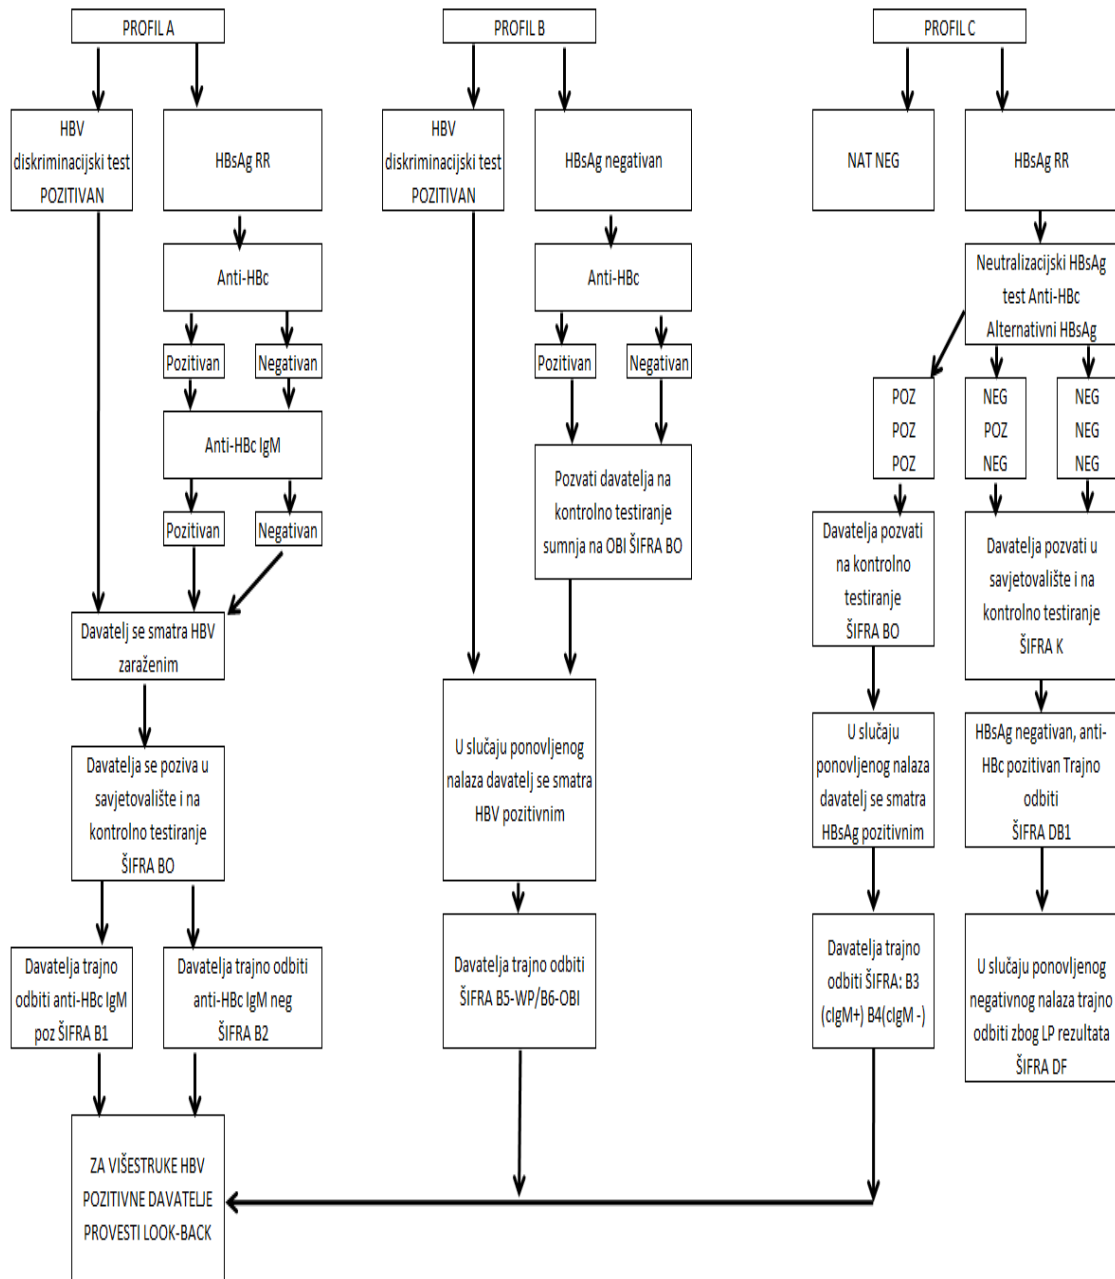 PROFIL A
HBV
diskriminacijski test
POZITIVAN
HBsAg RR
Anti-HBc
Pozitivan
Negativan
Anti-HBc IgM
Pozitivan
Negativan
Davatelj se smatra HBV
zaraženim
Davatelja se poziva u
savjetovalište i na
kontrolno testiranje
ŠIFRA BO
Davatelja trajno
odbiti anti-HBc IgM
poz ŠIFRA B1
Davatelja trajno odbiti
anti-HBc IgM neg
ŠIFRA B2
ZA VIŠESTRUKE HBV
POZITIVNE DAVATELJE
PROVESTI LOOK-BACK
PROFIL B
HBV
diskriminacijski test
POZITIVAN
HBsAg negativan
Anti-HBc
Pozitivan
Negativan
Pozvati davatelja na
kontrolno testiranje
sumnja na OBI ŠIFRA BO
U slučaju ponovljenog
nalaza davatelj se smatra
HBV pozitivnim
Davatelja trajno odbiti
ŠIFRA B5-WP/B6-OBI
PROFIL C
NAT NEG
HBsAg RR
Neutralizacijski HBsAg
test Anti-HBc
Alternativni HBsAg
POZ
POZ
POZ
NEG
POZ
NEG
NEG
NEG
NEG
Davatelja pozvati
na kontrolno
testiranje
ŠIFRA BO
Davatelja pozvati u
savjetovalište i na
kontrolno testiranje
ŠIFRA K
U slučaju
ponovljenog nalaza
davatelj se smatra
HBsAg pozitivnim
HBsAg negativan, anti-
HBc pozitivan Trajno
odbiti
ŠIFRA DB1
Davatelja trajno
odbiti ŠIFRA: B3
(cIgM+) B4(cIgM -)
U slučaju ponovljenog
negativnog nalaza trajno
odbiti zbog LP rezultata
ŠIFRA DF